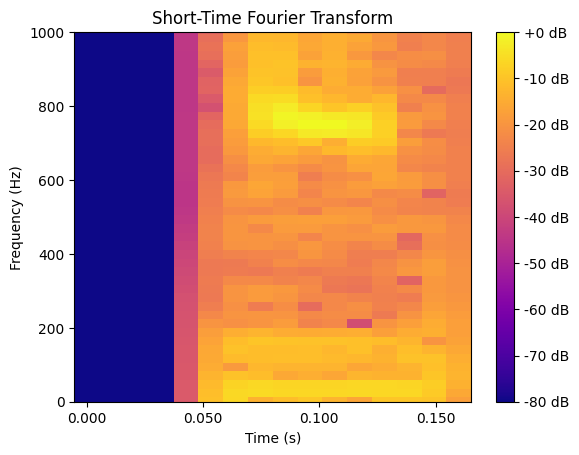 Short-Time Fourier Transform
Frequency (Hz)
1000
800
600
400
200
0
0.000
0.050
0.100
0.150
Time (s)
+0 dB
-10 dB
-20 dB
-30 dB
-40 dB
-50 dB
-60 dB
-70 dB
-80 dB